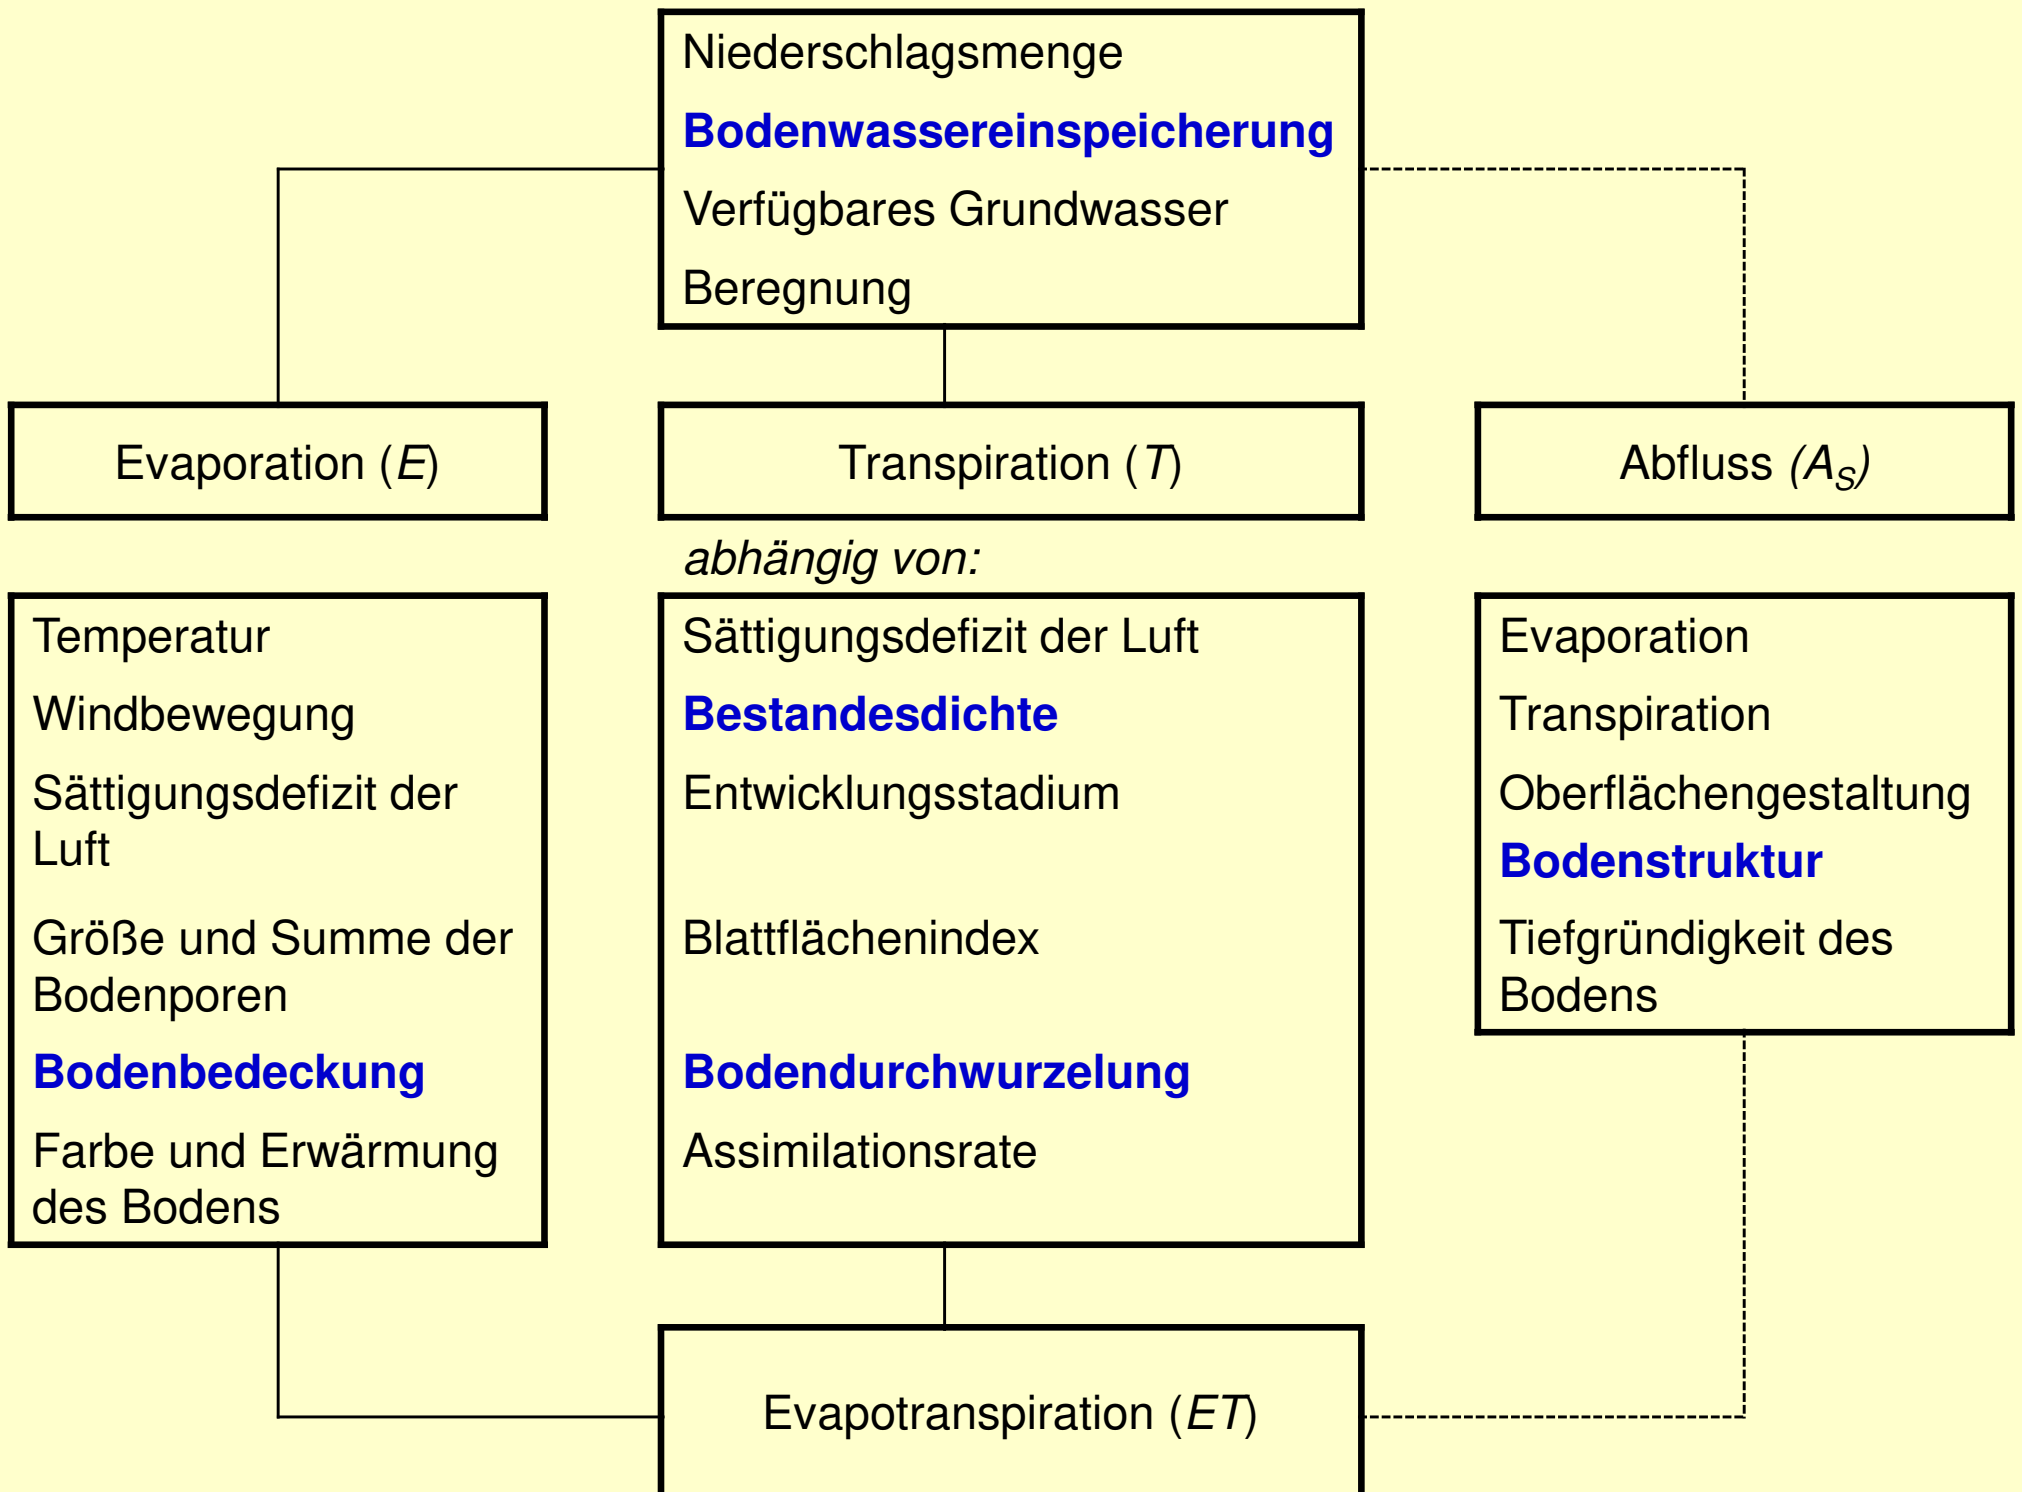 Niederschlagsmenge
Bodenwassereinspeicherung
Verfügbares Grundwasser
Beregnung
Evaporation (E)
Transpiration (T)
Abfluss (A_S)
abhängig von:
Temperatur
Windbewegung
Sättigungsdefizit der
Luft
Größe und Summe der
Bodenporen
Bodenbedeckung
Farbe und Erwärmung
des Bodens
Sättigungsdefizit der Luft
Bestandesdichte
Entwicklungsstadium
Blattflächenindex
Bodendurchwurzelung
Assimilationsrate
Evaporation
Transpiration
Oberflächengestaltung
Bodenstruktur
Tiefgründigkeit des
Bodens
Evapotranspiration (ET)